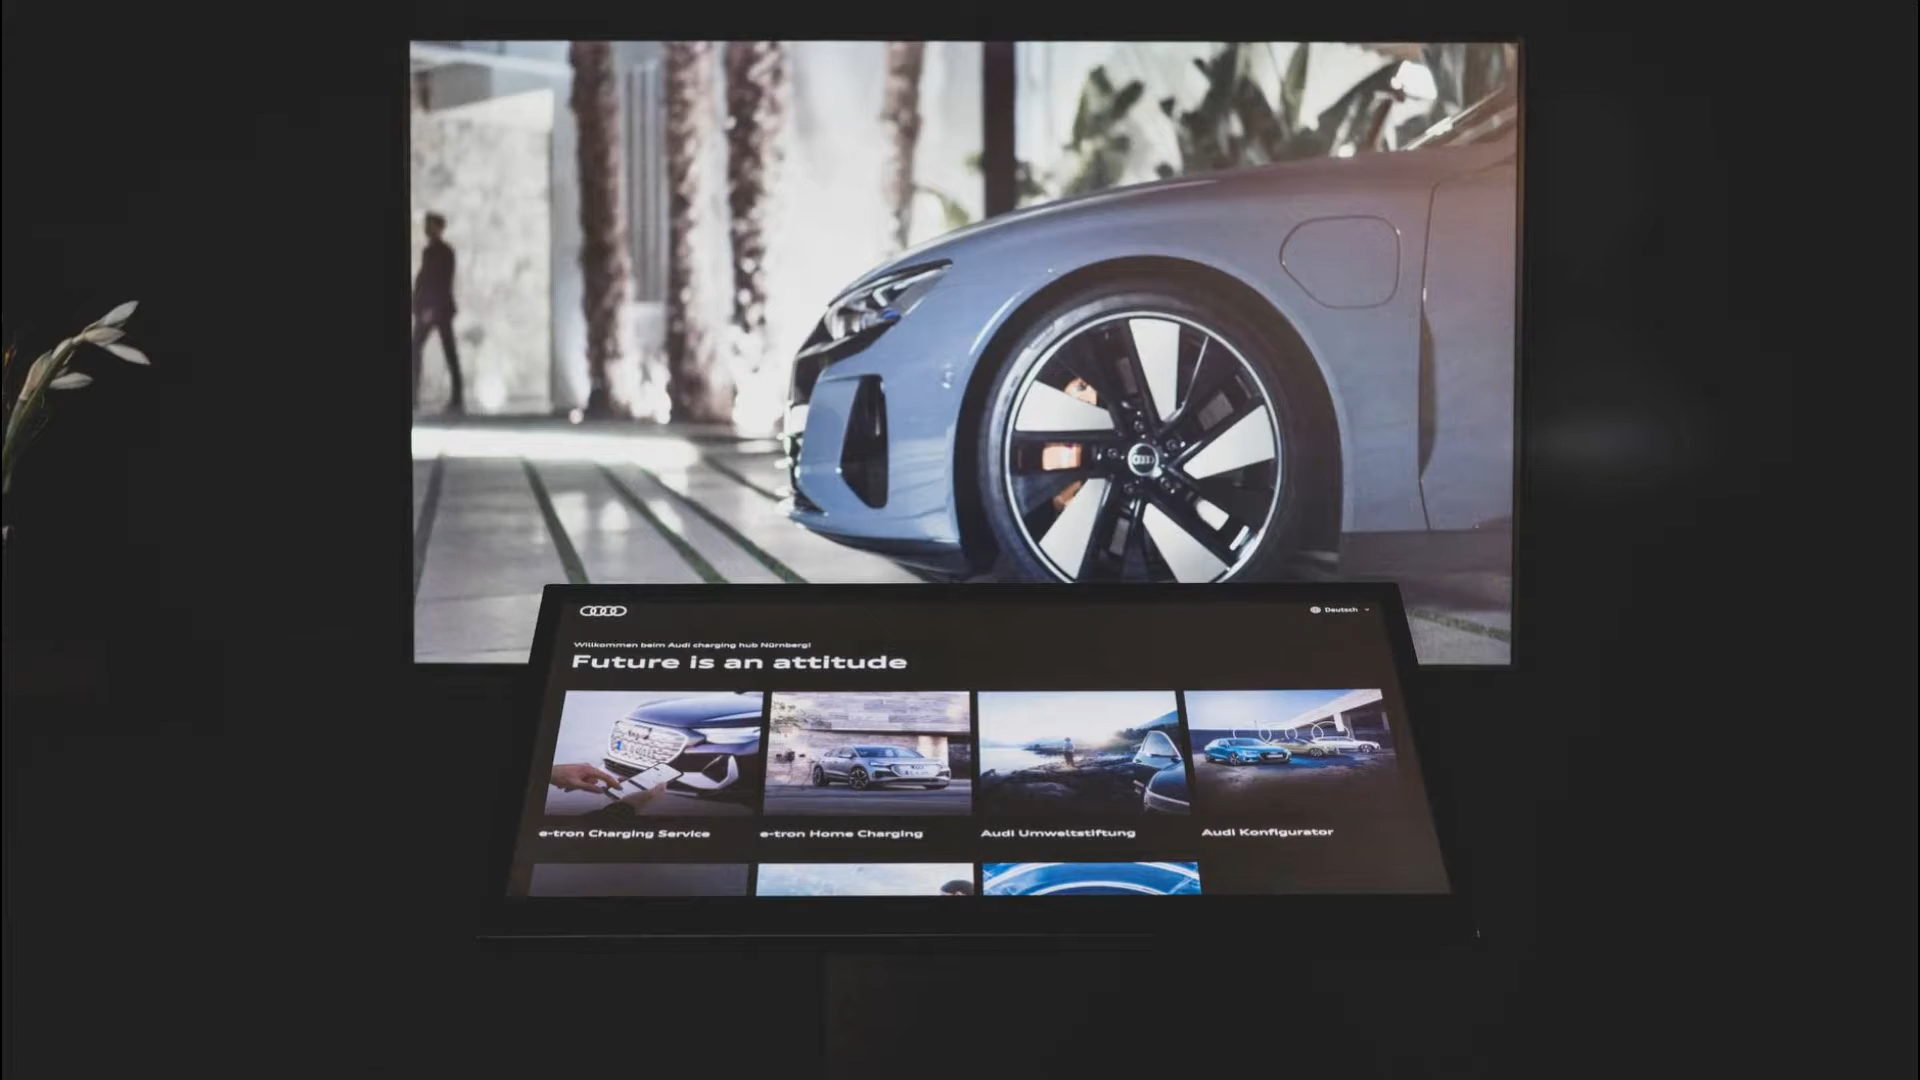 Deutsch
Willkommen beim Audi charging hub Nürnberg!
Future is an attitude
e-tron Charging Service
e-tron Home Charging
Audi Umweltstiftung
Audi Konfigurator